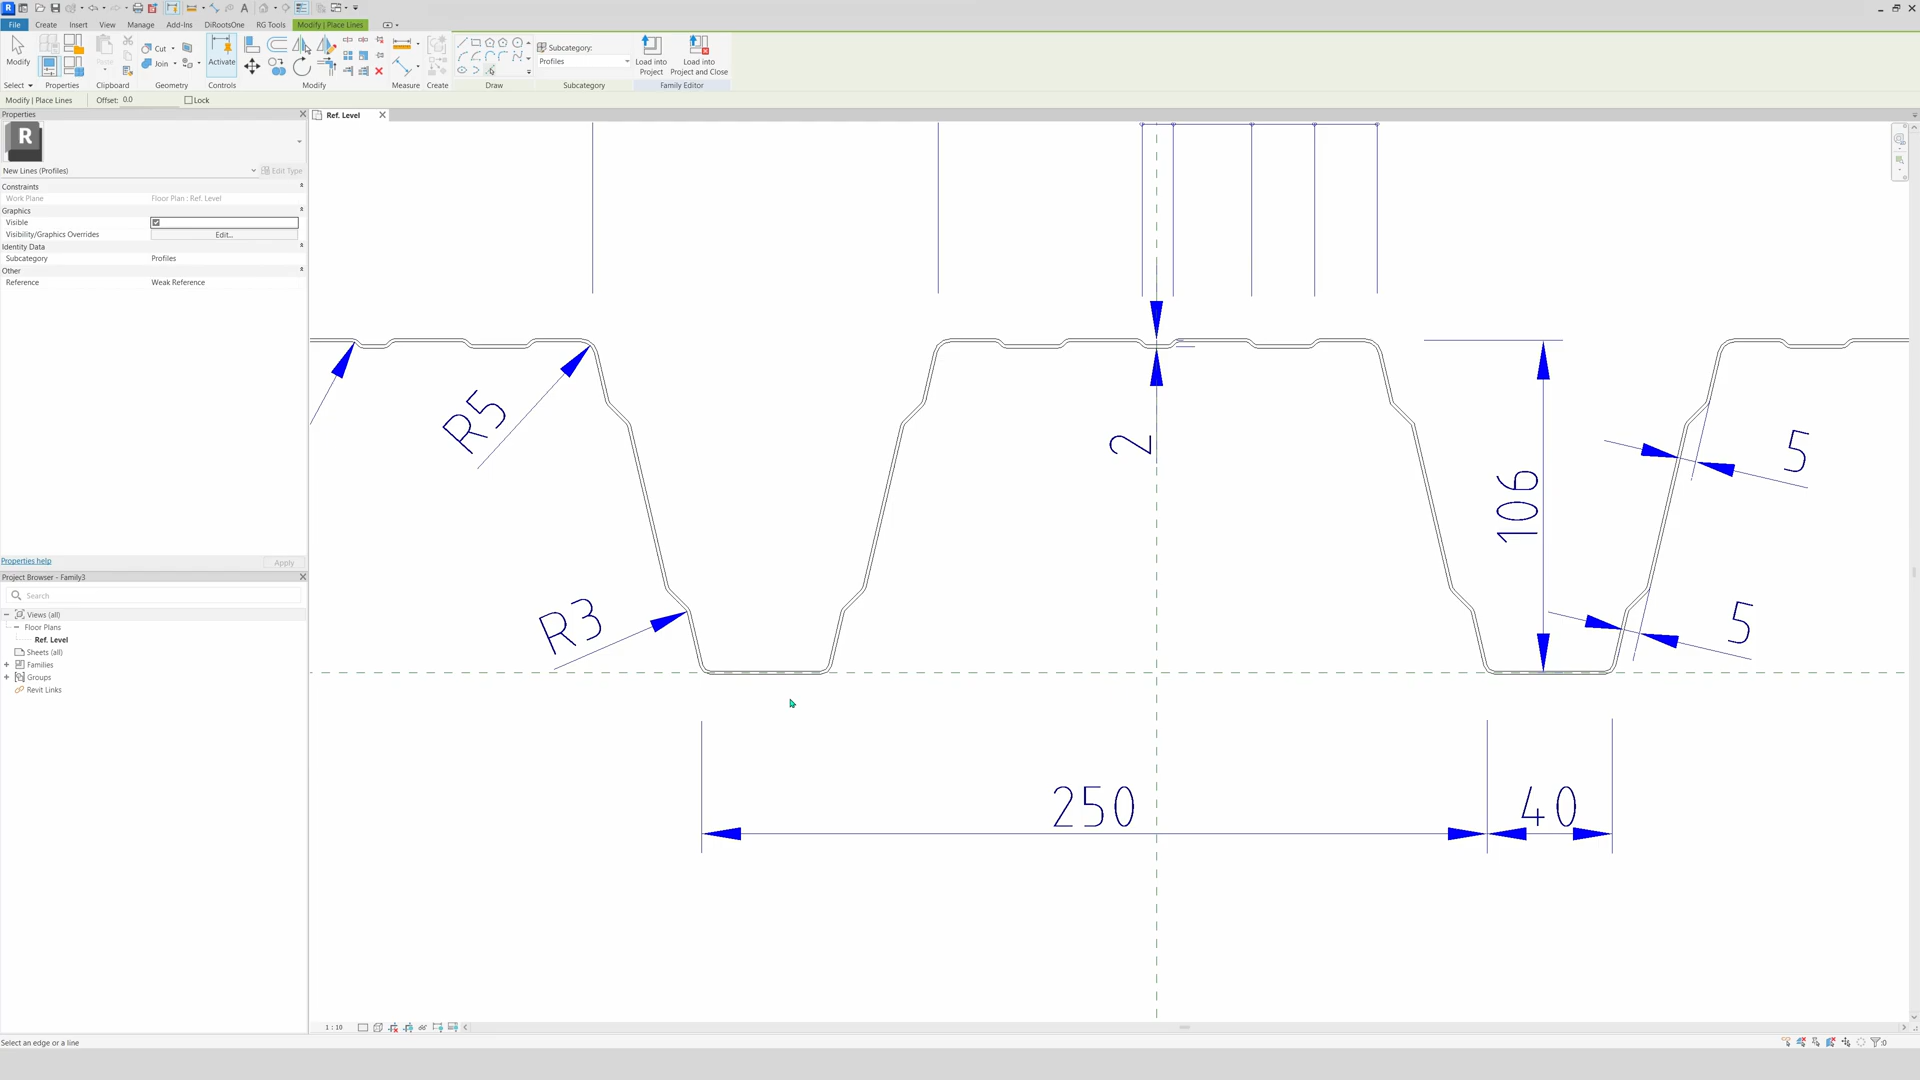 File Create Insert View Manage Add-Ins DiRootsOne RG Tools Modify | Place Lines
Modify Cut Join Activate Subcategory: Profiles Load into Project Load into Project and Close
Paste
Select Properties Clipboard Geometry Controls Modify Measure Create Draw Subcategory Family Editor
Modify | Place Lines Offset: 0.0 Lock
Properties
Ref. Level
R
New Lines (Profiles) Edit Type
Constraints
Work Plane Floor Plan : Ref. Level
Graphics
Visible
Visibility/Graphics Overrides Edit...
Identity Data
Subcategory Profiles
Other
Reference Weak Reference
Properties help Apply
Project Browser - Family3
Search
Views (all)
Floor Plans
Ref. Level
Sheets (all)
Families
Groups
Revit Links
R5
2
5
106
R3
5
250
40
1 : 10
Select an edge or a line
:0